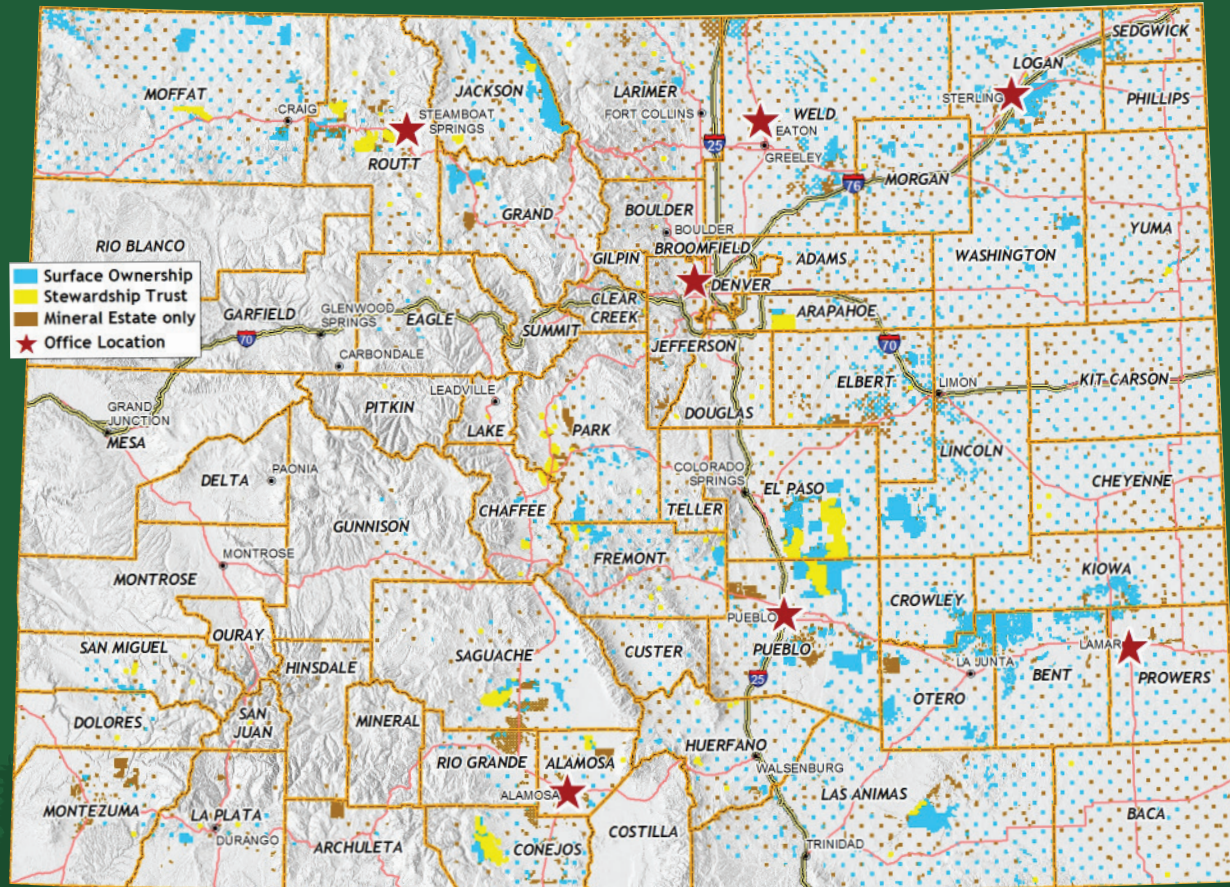 SEDGWICK
LOGAN
MOFFAT
CRAIG
JACKSON
LARIMER
STERLING
PHILLIPS
STEAMBOAT
SPRINGS
FORT COLLINS
WELD
EATON
ROUTT
25
GREELEY
76
MORGAN
GRAND
BOULDER
BOULDER
YUMA
RIO BLANCO
BROOMFIELD
GILPIN
ADAMS
WASHINGTON
Surface Ownership
Stewardship Trust
Mineral Estate only
Office Location
DENVER
CLEAR
CREEK
GARFIELD
GLENWOOD
SPRINGS
EAGLE
SUMMIT
ARAPAHOE
70
JEFFERSON
70
CARBONDALE
LEADVILLE
ELBERT
LIMON
KIT CARSON
GRAND
JUNCTION
MESA
PITKIN
DOUGLAS
LAKE
PARK
LINCOLN
DELTA
PAONIA
COLORADO
SPRINGS
EL PASO
CHEYENNE
GUNNISON
CHAFFEE
TELLER
MONTROSE
FREMONT
MONTROSE
KIOWA
CROWLEY
PUEBLO
OURAY
SAN MIGUEL
HINSDALE
SAGUACHE
CUSTER
PUEBLO
LAMAR
LA JUNTA
BENT
PROWERS
25
OTERO
DOLORES
SAN
JUAN
MINERAL
HUERFANO
RIO GRANDE
ALAMOSA
WALSENBURG
ALAMOSA
LAS ANIMAS
MONTEZUMA
LA PLATA
DURANGO
ARCHULETA
CONEJOS
COSTILLA
TRINIDAD
BACA